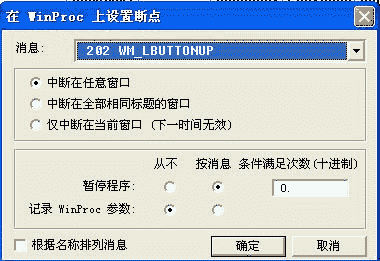 在 WinProc 上设置断点
消息: 202 WM_LBUTTONUP
中断在任意窗口
中断在全部相同标题的窗口
仅中断在当前窗口 (下一时间无效)
从不 按消息 条件满足次数(十进制)
暂停程序: 0.
记录 WinProc 参数:
根据名称排列消息 确定 取消